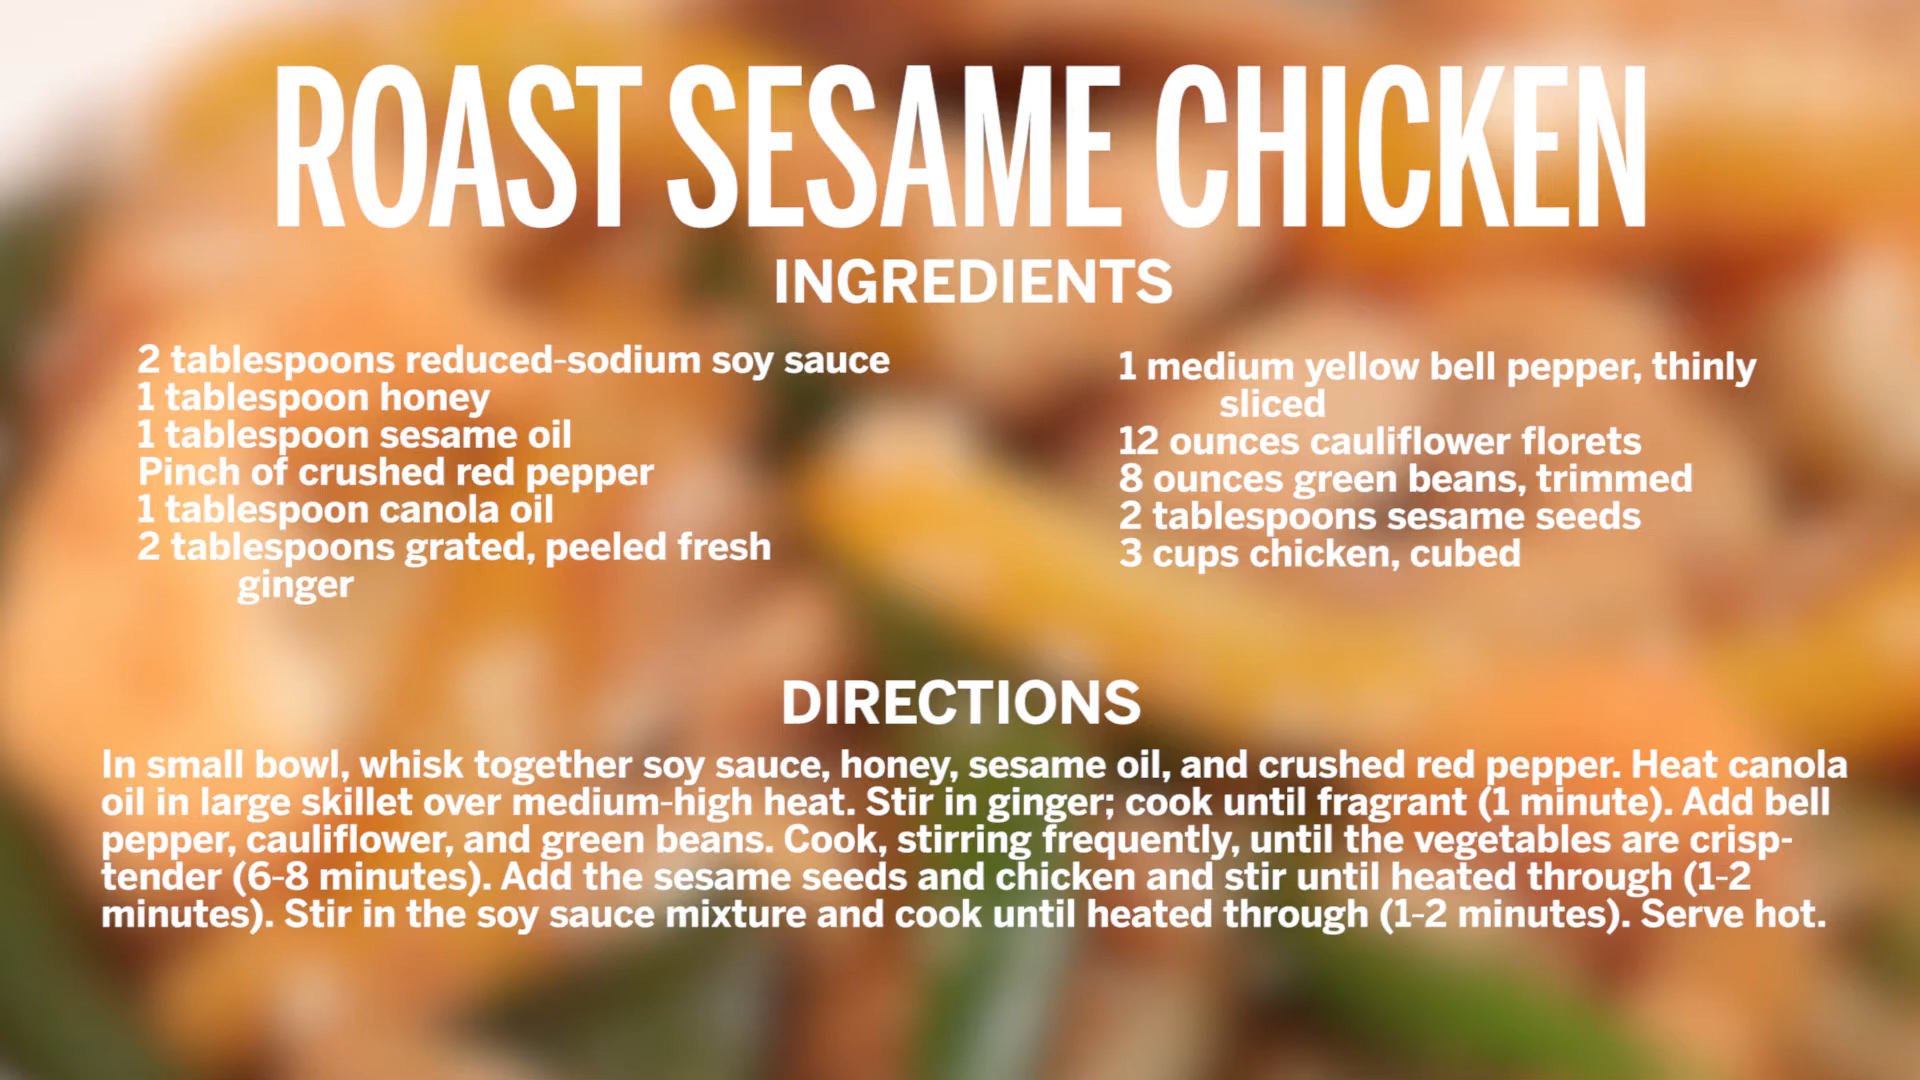 ROAST SESAME CHICKEN
INGREDIENTS
2 tablespoons reduced-sodium soy sauce
1 tablespoon honey
1 tablespoon sesame oil
Pinch of crushed red pepper
1 tablespoon canola oil
2 tablespoons grated, peeled fresh
ginger
1 medium yellow bell pepper, thinly
sliced
12 ounces cauliflower florets
8 ounces green beans, trimmed
2 tablespoons sesame seeds
3 cups chicken, cubed
DIRECTIONS
In small bowl, whisk together soy sauce, honey, sesame oil, and crushed red pepper. Heat canola
oil in large skillet over medium-high heat. Stir in ginger; cook until fragrant (1 minute). Add bell
pepper, cauliflower, and green beans. Cook, stirring frequently, until the vegetables are crisp-
tender (6-8 minutes). Add the sesame seeds and chicken and stir until heated through (1-2
minutes). Stir in the soy sauce mixture and cook until heated through (1-2 minutes). Serve hot.